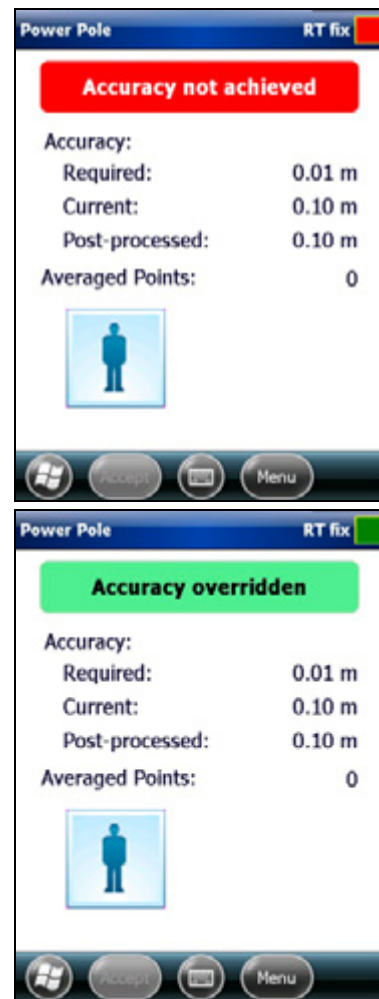 Power Pole RT fix
Accuracy not achieved
Accuracy:
Required: 0.01 m
Current: 0.10 m
Post-processed: 0.10 m
Averaged Points: 0
Accept Menu
Power Pole RT fix
Accuracy overridden
Accuracy:
Required: 0.01 m
Current: 0.10 m
Post-processed: 0.10 m
Averaged Points: 0
Accept Menu